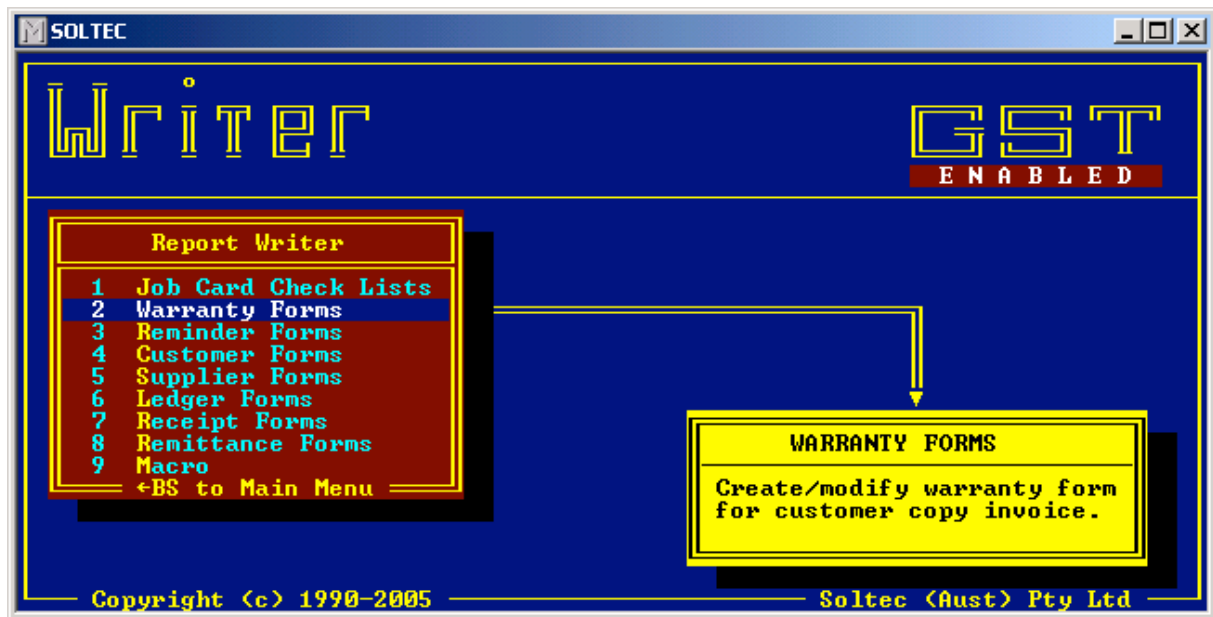 SOLTEC
Writer
GST
ENABLED
Report Writer
1 Job Card Check Lists
2 Warranty Forms
3 Reminder Forms
4 Customer Forms
5 Supplier Forms
6 Ledger Forms
7 Receipt Forms
8 Remittance Forms
9 Macro
←BS to Main Menu
WARRANTY FORMS
Create/modify warranty form
for customer copy invoice.
Copyright (c) 1990-2005
Soltec (Aust) Pty Ltd